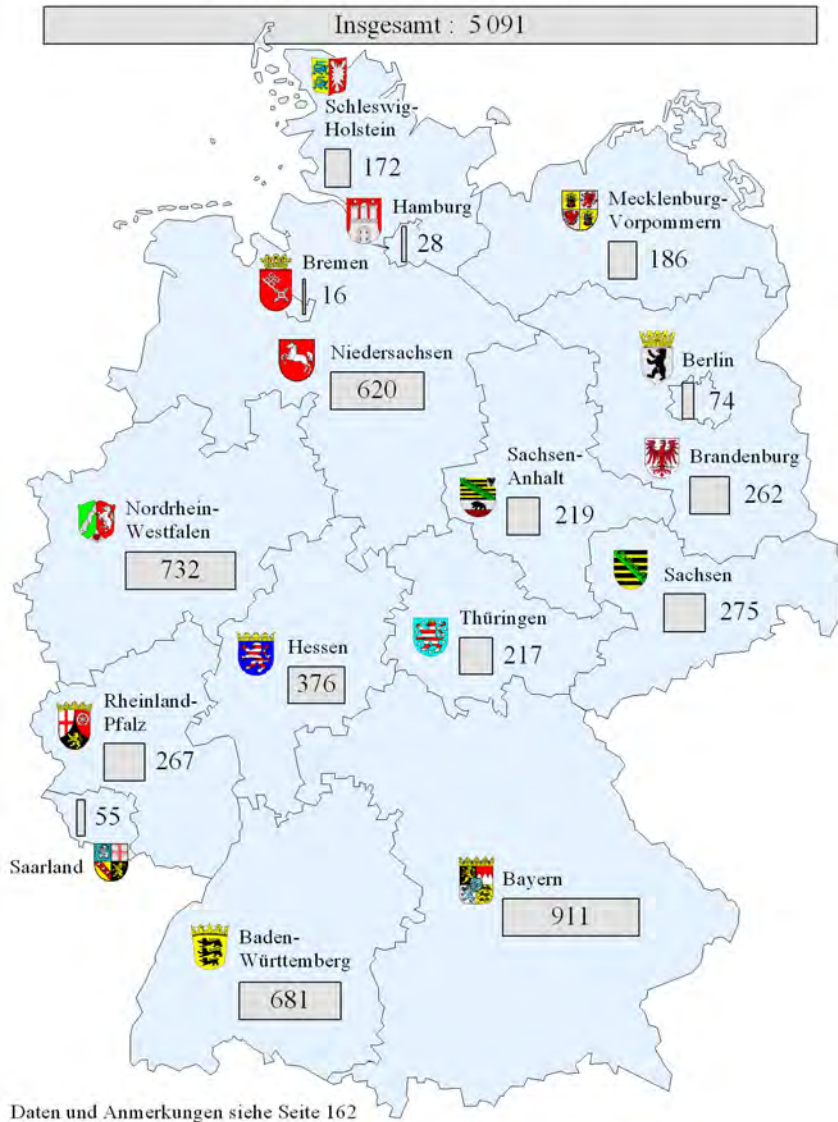 Insgesamt : 5 091
Schleswig-
Holstein
172
Hamburg
28
Mecklenburg-
Vorpommern
186
Bremen
16
Niedersachsen
620
Berlin
74
Brandenburg
262
Sachsen-
Anhalt
219
Nordrhein-
Westfalen
732
Sachsen
275
Thüringen
217
Hessen
376
Rheinland-
Pfalz
267
55
Saarland
Bayern
911
Baden-
Württemberg
681
Daten und Anmerkungen siehe Seite 162